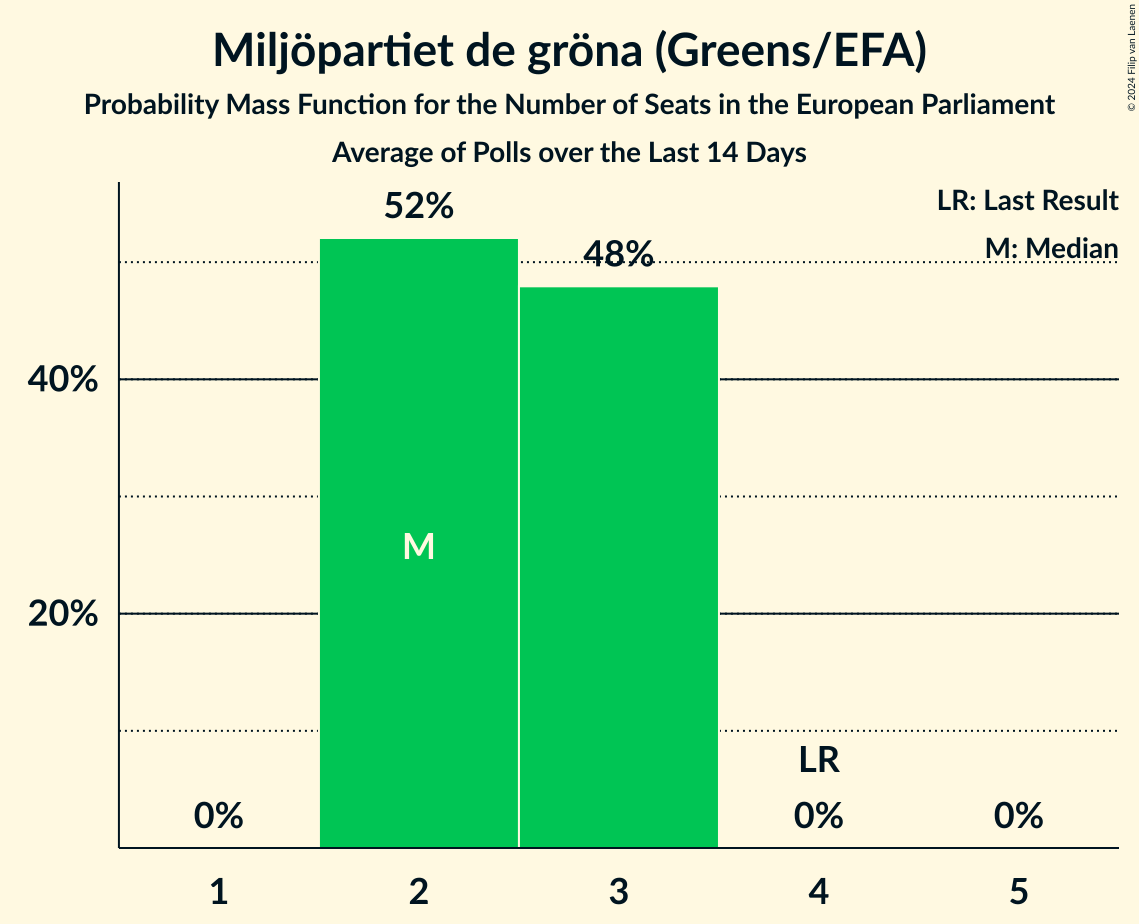 Miljöpartiet de gröna (Greens/EFA)
Probability Mass Function for the Number of Seats in the European Parliament
Average of Polls over the Last 14 Days
© 2024 Filip van Laenen
LR: Last Result
M: Median
52%
48%
40%
M
20%
LR
0%
0%
0%
1
2
3
4
5